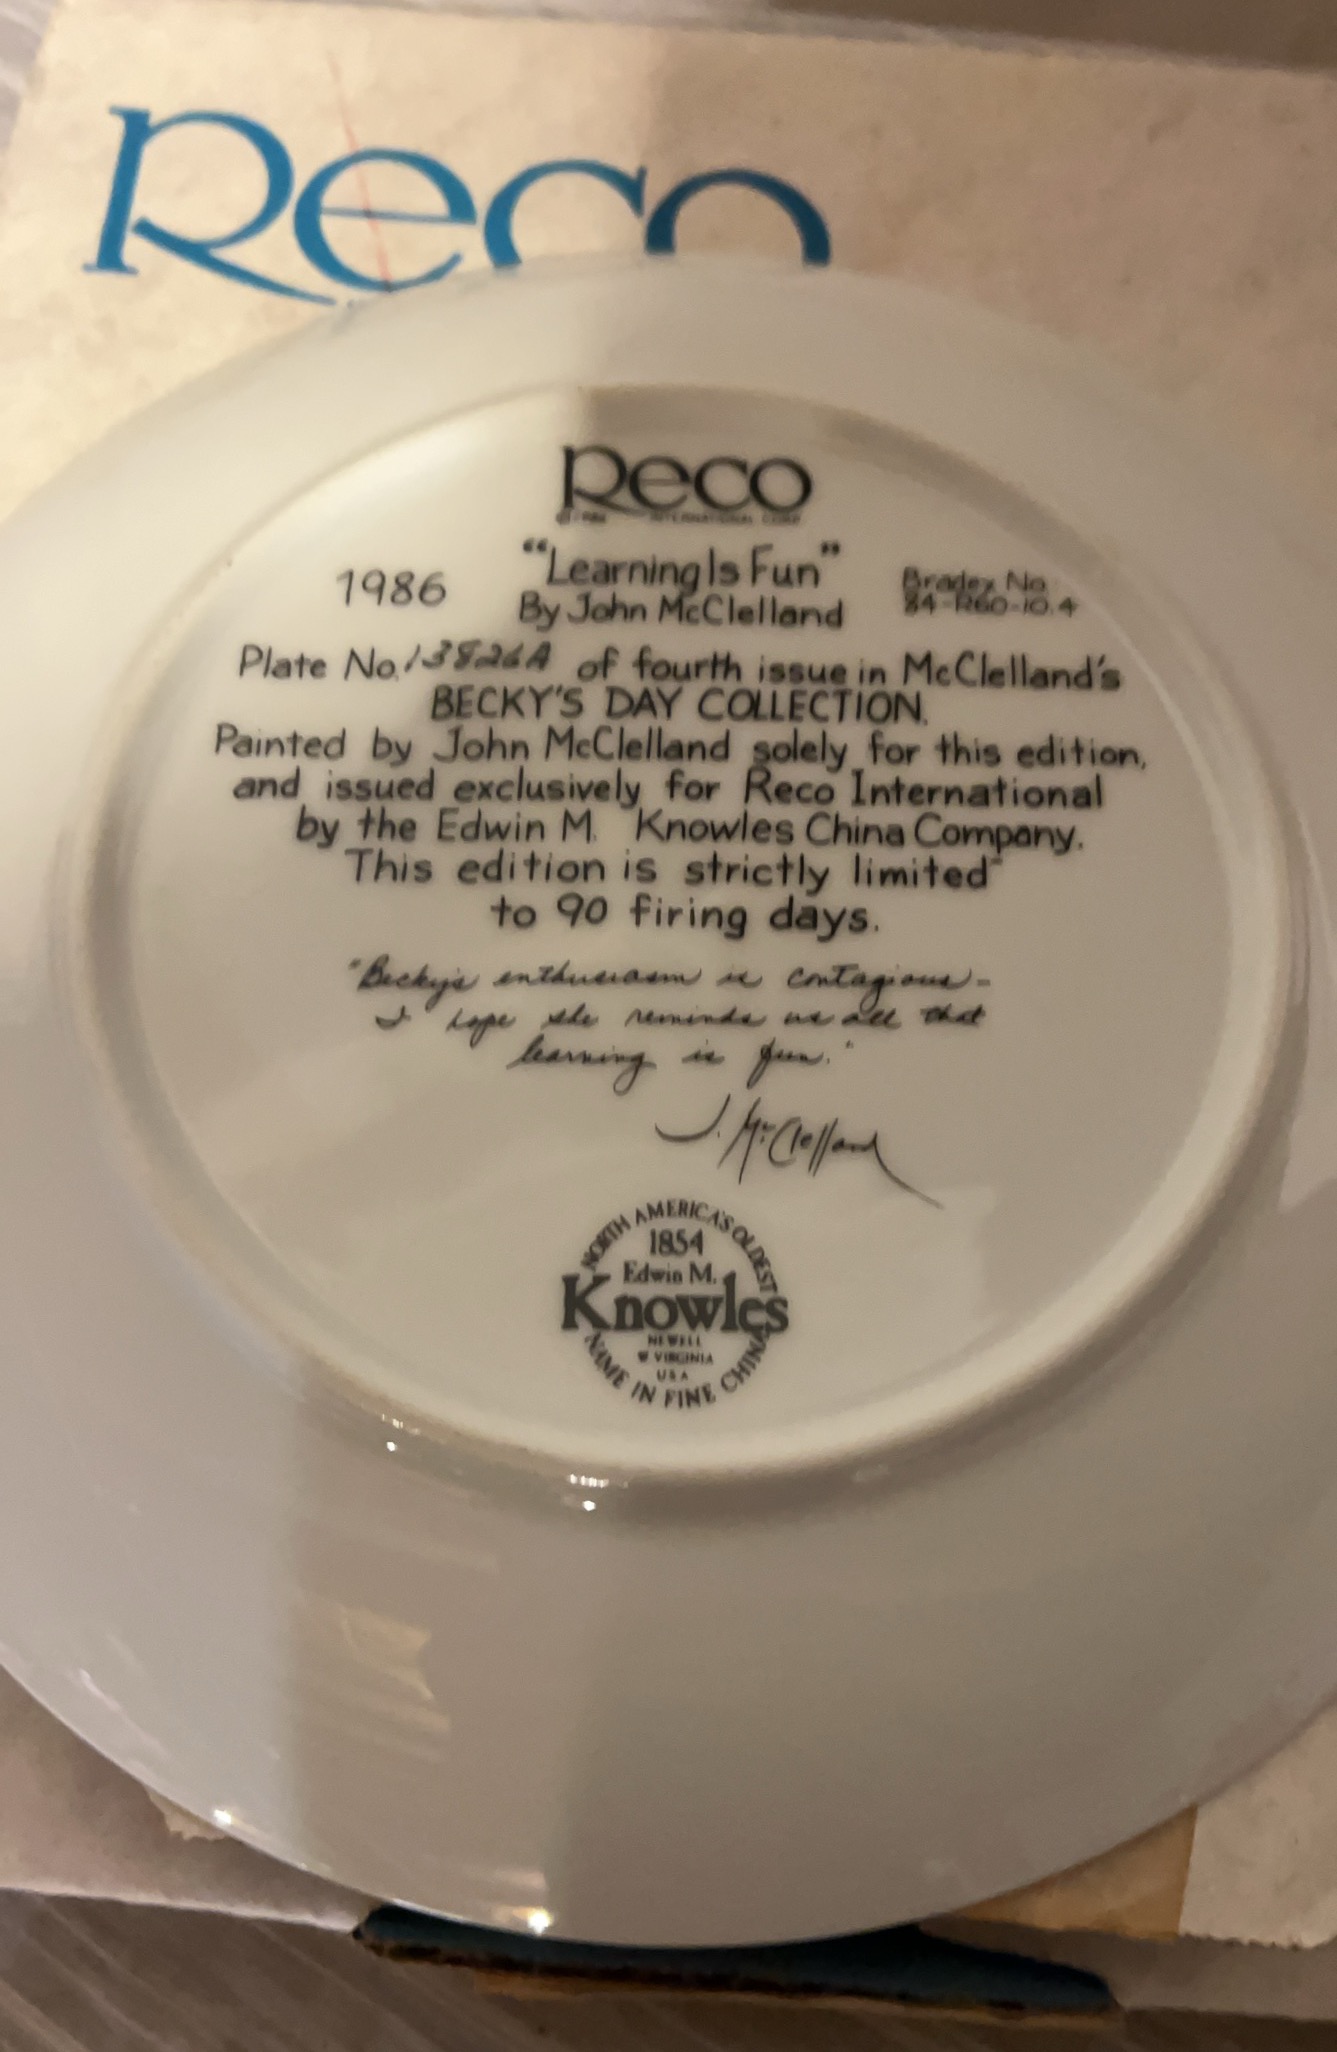 Reco
Reco
INTERNATIONAL CORP.
1986
"Learning Is Fun"
By John McClelland
Bradex No.
84-R60-10.4
Plate No. 13826A of fourth issue in McClelland's
BECKY'S DAY COLLECTION.
Painted by John McClelland solely for this edition,
and issued exclusively for Reco International
by the Edwin M. Knowles China Company.
This edition is strictly limited
to 90 firing days.
"Becky's enthusiasm is contagious-
I hope she reminds us all that
learning is fun."
J. McClelland
NORTH AMERICA'S OLDEST
1854
Edwin M.
Knowles
NEWELL
W VIRGINIA
USA
NAME IN FINE CHINA